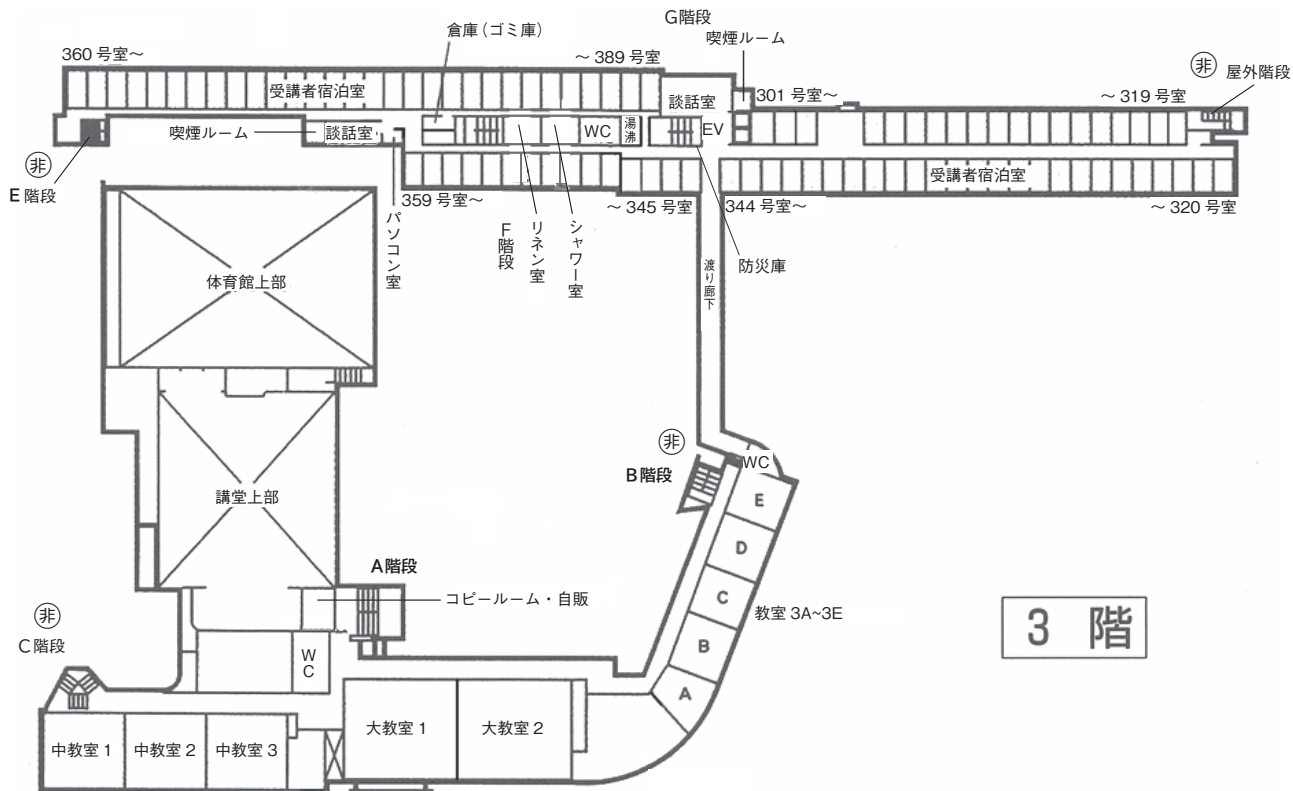 G階段
倉庫（ゴミ庫）
喫煙ルーム
360 号室～
～ 389 号室
非
屋外階段
受講者宿泊室
談話室
301 号室～
～ 319 号室
喫煙ルーム
談話室
WC
湯沸
EV
非
E 階段
受講者宿泊室
359 号室～
～ 345 号室
344 号室～
～ 320 号室
パソコン室
F階段
リネン室
シャワー室
渡り廊下
防災庫
体育館上部
非
B 階段
WC
E
D
C
B
A
教室 3A~3E
講堂上部
A 階段
コピールーム・自販
非
C 階段
WC
3 階
中教室 1
中教室 2
中教室 3
大教室 1
大教室 2